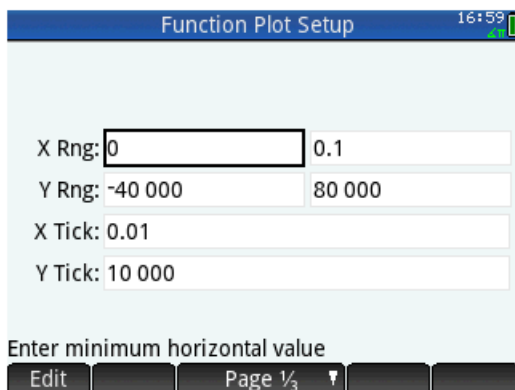 Function Plot Setup 16:59
∡π
X Rng: 0 0.1
Y Rng: -40 000 80 000
X Tick: 0.01
Y Tick: 10 000
Enter minimum horizontal value
Edit Page ⅓ ▼